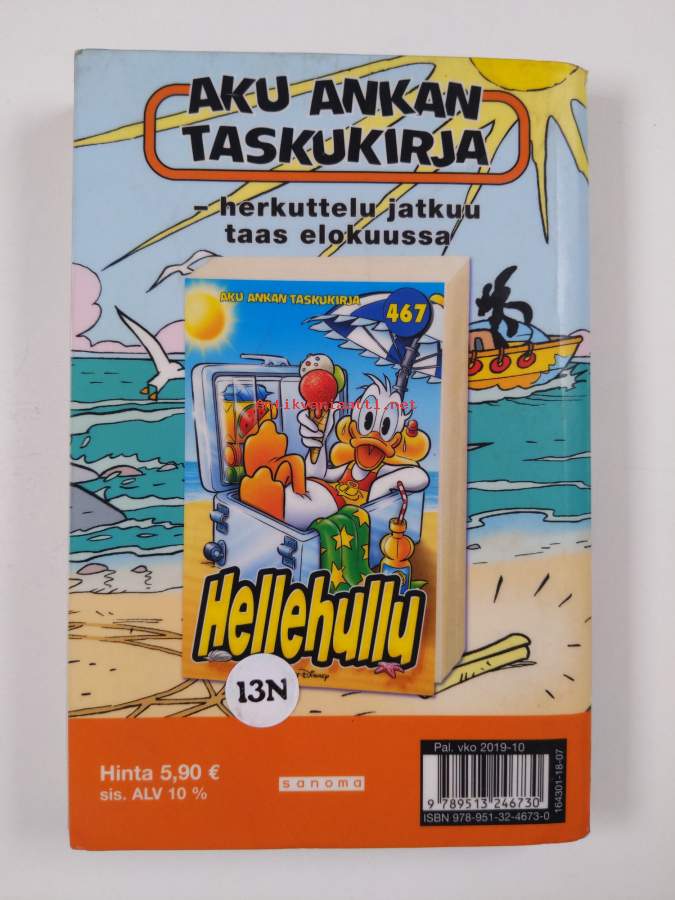 AKU ANKAN
TASKUKIRJA
– herkuttelu jatkuu
taas elokuussa
AKU ANKAN TASKUKIRJA
467
antikvariaatti.net
Hellehullu
Disney
13N
Hinta 5,90 €
sis. ALV 10 %
sanoma
Pal. vko 2019-10
164301-18-07
9 789513 246730
ISBN 978-951-32-4673-0